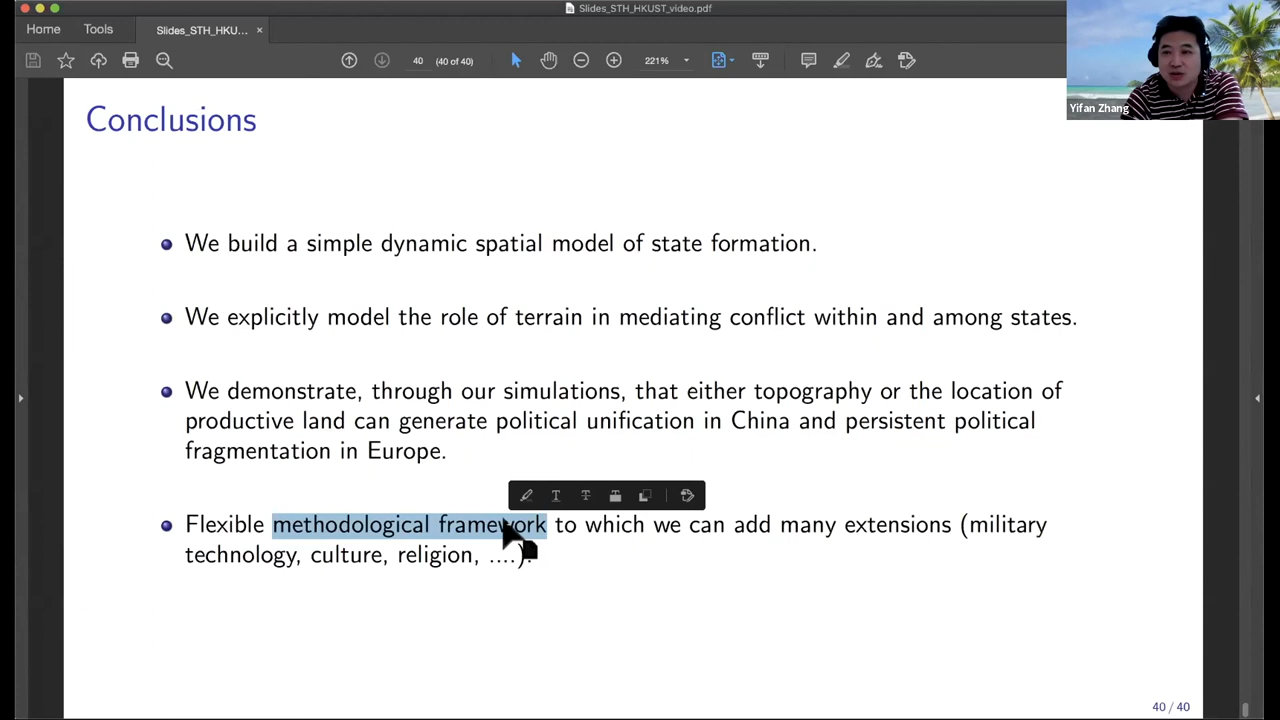 Slides_STH_HKUST_video.pdf
Home Tools Slides_STH_HKU... ×
40 (40 of 40) 221%
Yifan Zhang
Conclusions
We build a simple dynamic spatial model of state formation.
We explicitly model the role of terrain in mediating conflict within and among states.
We demonstrate, through our simulations, that either topography or the location of
productive land can generate political unification in China and persistent political
fragmentation in Europe.
Flexible methodological framework to which we can add many extensions (military
technology, culture, religion, ....).
40 / 40